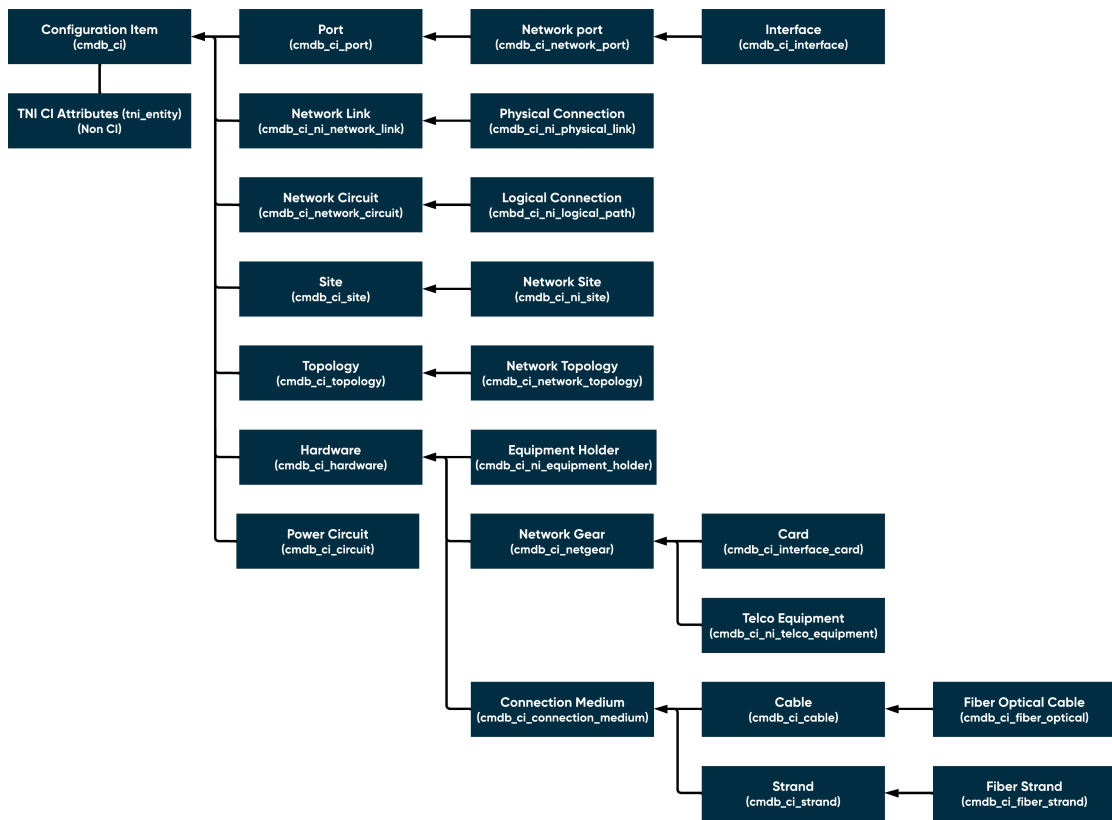 Configuration Item
(cmdb_ci)
Port
(cmdb_ci_port)
Network port
(cmdb_ci_network_port)
Interface
(cmdb_ci_interface)
TNI CI Attributes (tni_entity)
(Non CI)
Network Link
(cmdb_ci_ni_network_link)
Physical Connection
(cmdb_ci_ni_physical_link)
Network Circuit
(cmdb_ci_network_circuit)
Logical Connection
(cmbd_ci_ni_logical_path)
Site
(cmdb_ci_site)
Network Site
(cmdb_ci_ni_site)
Topology
(cmdb_ci_topology)
Network Topology
(cmdb_ci_network_topology)
Hardware
(cmdb_ci_hardware)
Equipment Holder
(cmdb_ci_ni_equipment_holder)
Power Circuit
(cmdb_ci_circuit)
Network Gear
(cmdb_ci_netgear)
Card
(cmdb_ci_interface_card)
Telco Equipment
(cmdb_ci_ni_telco_equipment)
Connection Medium
(cmdb_ci_connection_medium)
Cable
(cmdb_ci_cable)
Fiber Optical Cable
(cmdb_ci_fiber_optical)
Strand
(cmdb_ci_strand)
Fiber Strand
(cmdb_ci_fiber_strand)